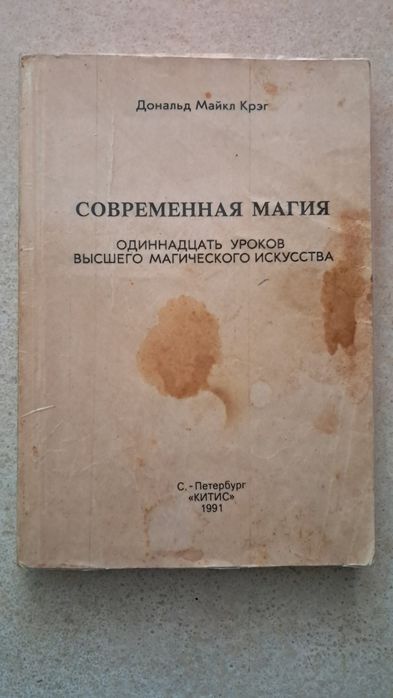 Дональд Майкл Крэг
СОВРЕМЕННАЯ МАГИЯ
ОДИННАДЦАТЬ УРОКОВ
ВЫСШЕГО МАГИЧЕСКОГО ИСКУССТВА
С.-Петербург
«КИТИС»
1991